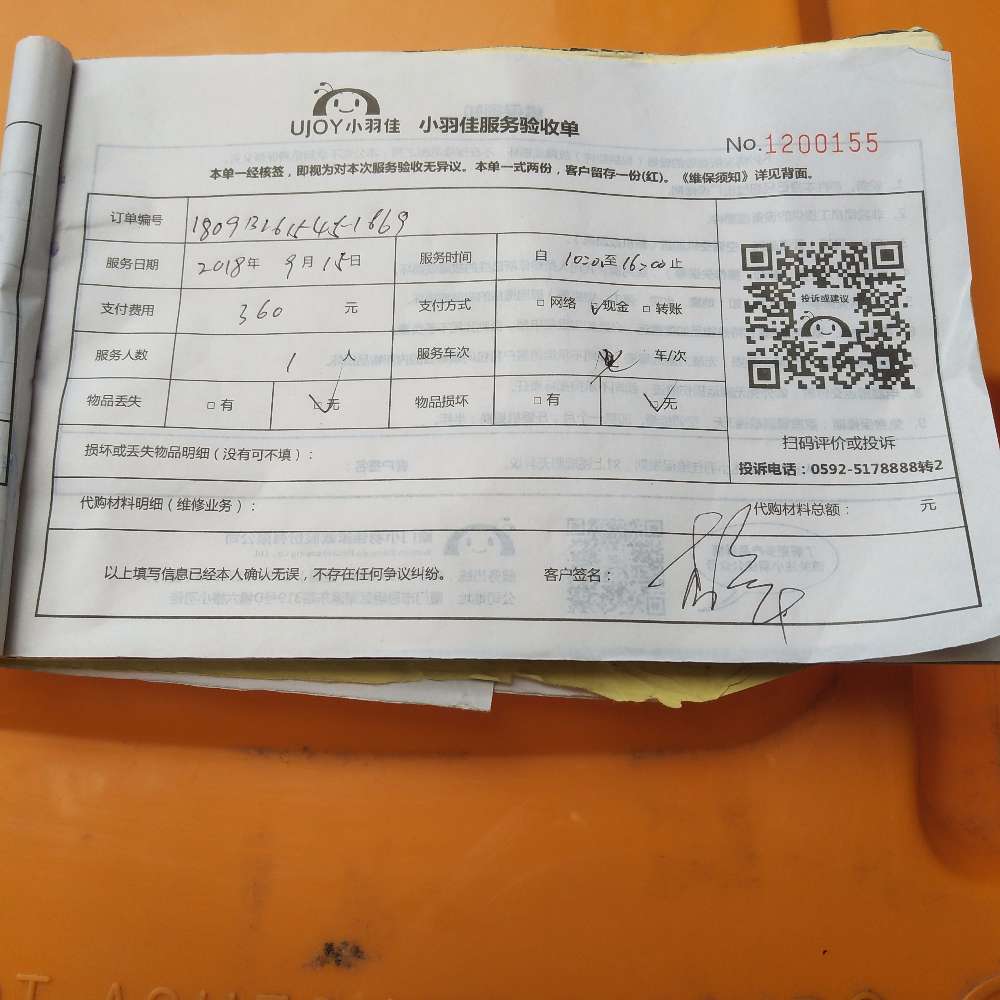 UJOY小羽佳 小羽佳服务验收单
No.1200155
本单一经核签，即视为对本次服务验收无异议。本单一式两份，客户留存一份(红)。《维保须知》详见背面。
订单编号
服务日期 2018年 9月15日 服务时间 自 10:00至16:00止
支付费用 360 元 支付方式 □网络 ☑现金 □转账
服务人数 1 人 服务车次 车/次
物品丢失 □有 ☑无 物品损坏 □有 ☑无
投诉或建议
扫码评价或投诉
投诉电话：0592-5178888转2
损坏或丢失物品明细（没有可不填）：
代购材料明细（维修业务）： 代购材料总额： 元
以上填写信息已经本人确认无误，不存在任何争议纠纷。 客户签名：